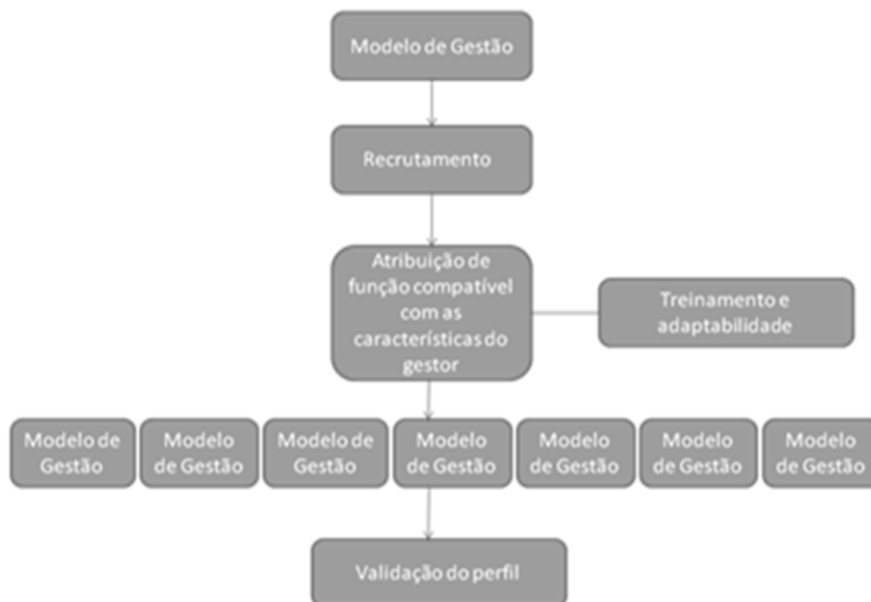 Modelo de Gestão
Recrutamento
Atribuição de
função compatível
com as
características do
gestor
Treinamento e
adaptabilidade
Modelo de
Gestão
Modelo
de Gestão
Modelo de
Gestão
Modelo
de Gestão
Modelo
de Gestão
Modelo
de Gestão
Modelo
de Gestão
Validação do perfil